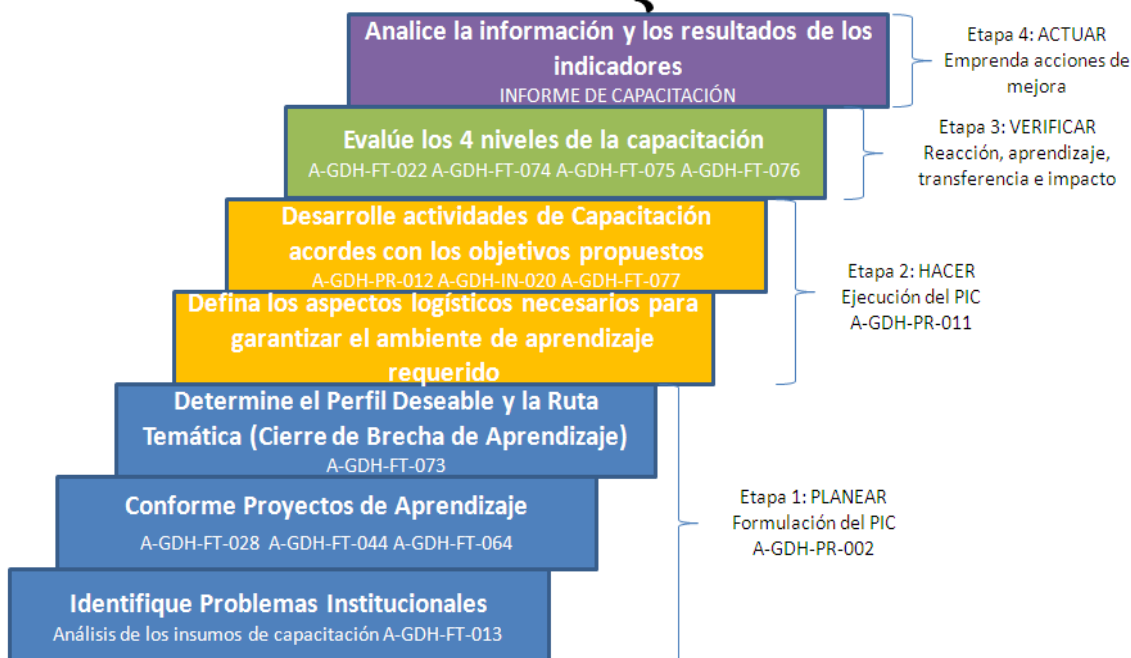 Analice la información y los resultados de los
indicadores
INFORME DE CAPACITACIÓN
Etapa 4: ACTUAR
Emprenda acciones de
mejora
Evalúe los 4 niveles de la capacitación
A-GDH-FT-022 A-GDH-FT-074 A-GDH-FT-075 A-GDH-FT-076
Etapa 3: VERIFICAR
Reacción, aprendizaje,
transferencia e impacto
Desarrolle actividades de Capacitación
acordes con los objetivos propuestos
A-GDH-PR-012 A-GDH-IN-020 A-GDH-FT-077
Defina los aspectos logísticos necesarios para
garantizar el ambiente de aprendizaje
requerido
Etapa 2: HACER
Ejecución del PIC
A-GDH-PR-011
Determine el Perfil Deseable y la Ruta
Temática (Cierre de Brecha de Aprendizaje)
A-GDH-FT-073
Conforme Proyectos de Aprendizaje
A-GDH-FT-028 A-GDH-FT-044 A-GDH-FT-064
Identifique Problemas Institucionales
Análisis de los insumos de capacitación A-GDH-FT-013
Etapa 1: PLANEAR
Formulación del PIC
A-GDH-PR-002